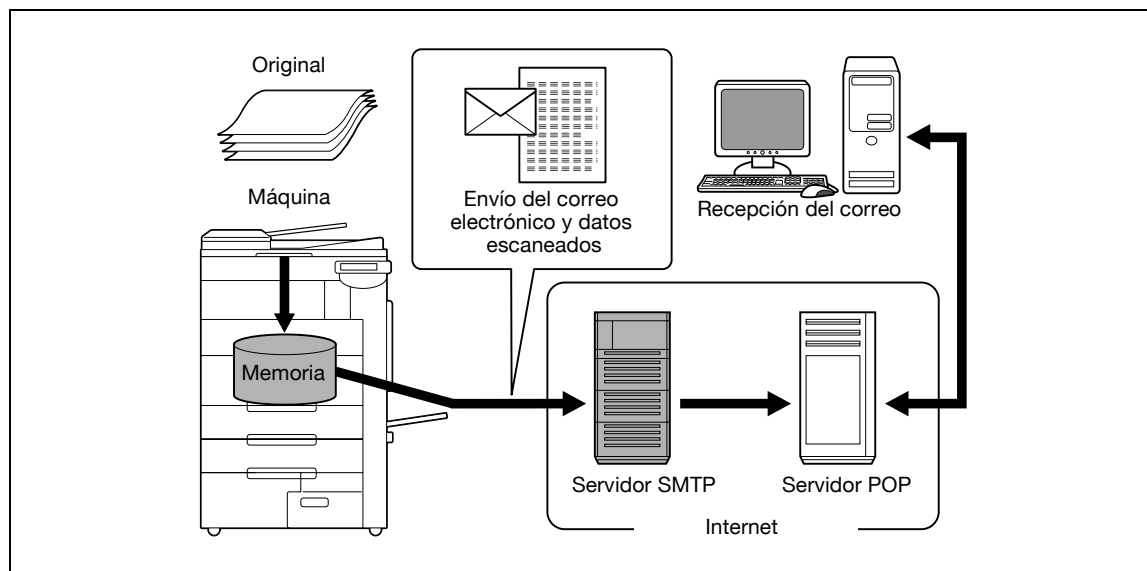 Original
Máquina
Memoria
Envío del correo
electrónico y datos
escaneados
Recepción del correo
Servidor SMTP
Servidor POP
Internet